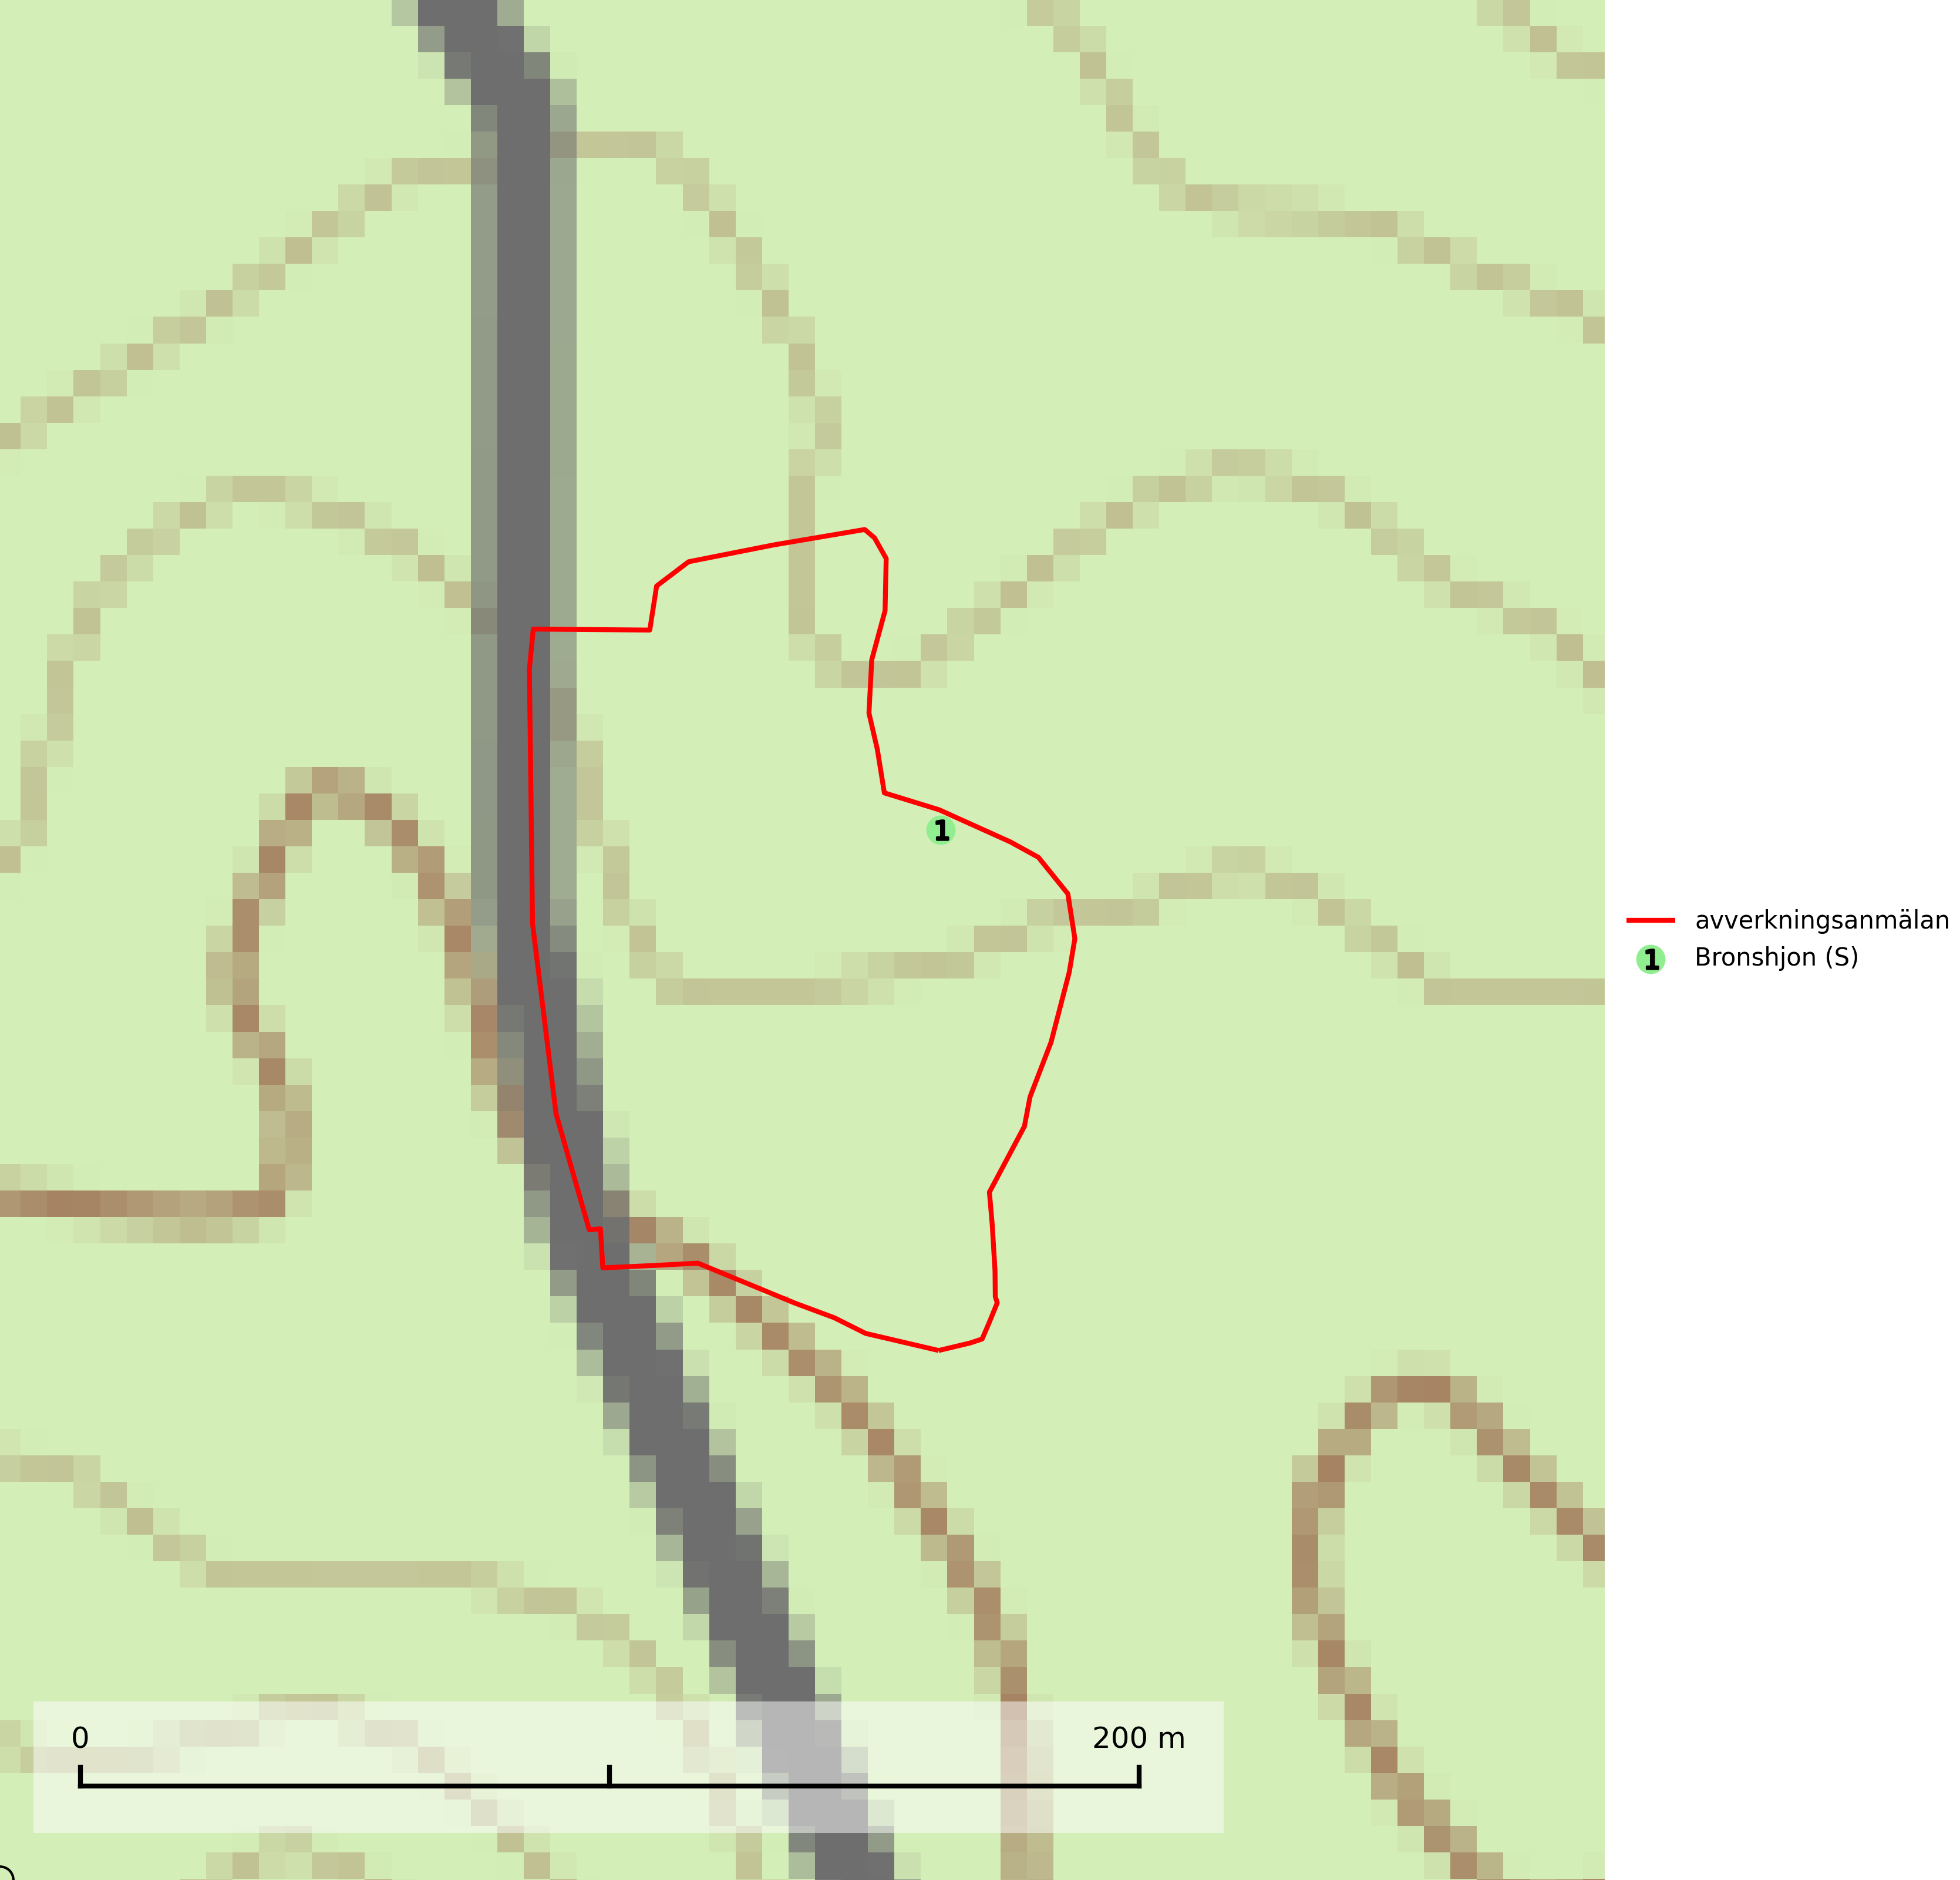 1
avverkningsanmälan
1 Bronshjon (S)
0 200 m